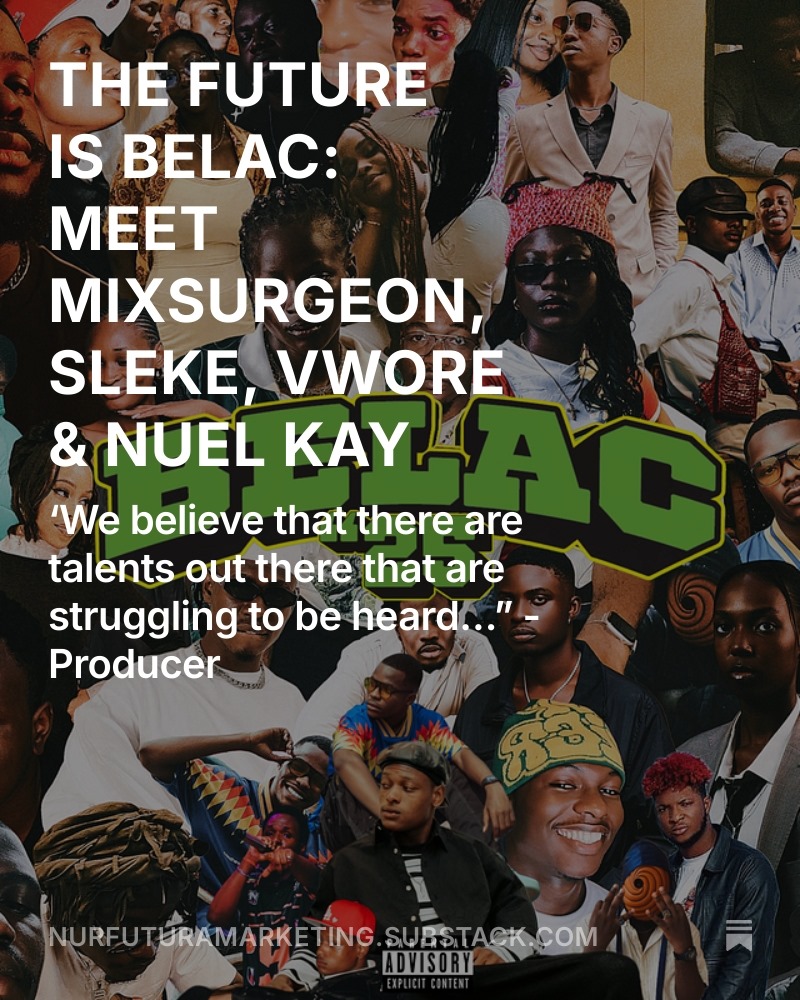 THE FUTURE
IS BELAC:
MEET
MIXSURGEON,
SLEKE, VWORE
& NUEL KAY
BELAC
‘We believe that there are
talents out there that are
struggling to be heard…” -
Producer
NURFUTURAMARKETING.SUBSTACK.COM
PARENTAL
ADVISORY
EXPLICIT CONTENT